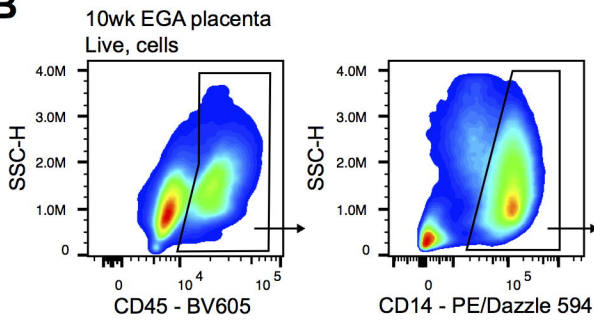 B
10wk EGA placenta
Live, cells
4.0M
3.0M
2.0M
1.0M
0
SSC-H
0 10^4 10^5
CD45 - BV605
4.0M
3.0M
2.0M
1.0M
0
SSC-H
0 10^5
CD14 - PE/Dazzle 594